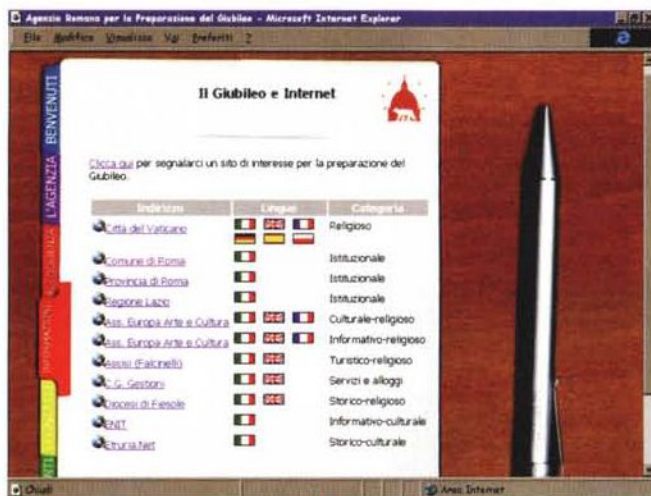 Agenzia Romana per la Preparazione del Giubileo - Microsoft Internet Explorer
File Modifica Visualizza Vai Preferiti ?
BENVENUTI
L'AGENZIA
Il Giubileo e Internet
Clicca qui per segnalarci un sito di interesse per la preparazione del
Giubileo.
Indirizzo Lingue Categoria
Città del Vaticano Religioso
Comune di Roma Istituzionale
Provincia di Roma Istituzionale
Regione Lazio Istituzionale
Ass. Europa Arte e Cultura Culturale-religioso
Ass. Europa Arte e Cultura Informativo-religioso
Assisi (Falcinelli) Turistico-religioso
C.G. Gestioni Servizi e alloggi
Diocesi di Fiesole Storico-religioso
ENIT Informativo-culturale
Etruria.Net Storico-culturale
INFORMAZIONI
Chiudi Area Internet